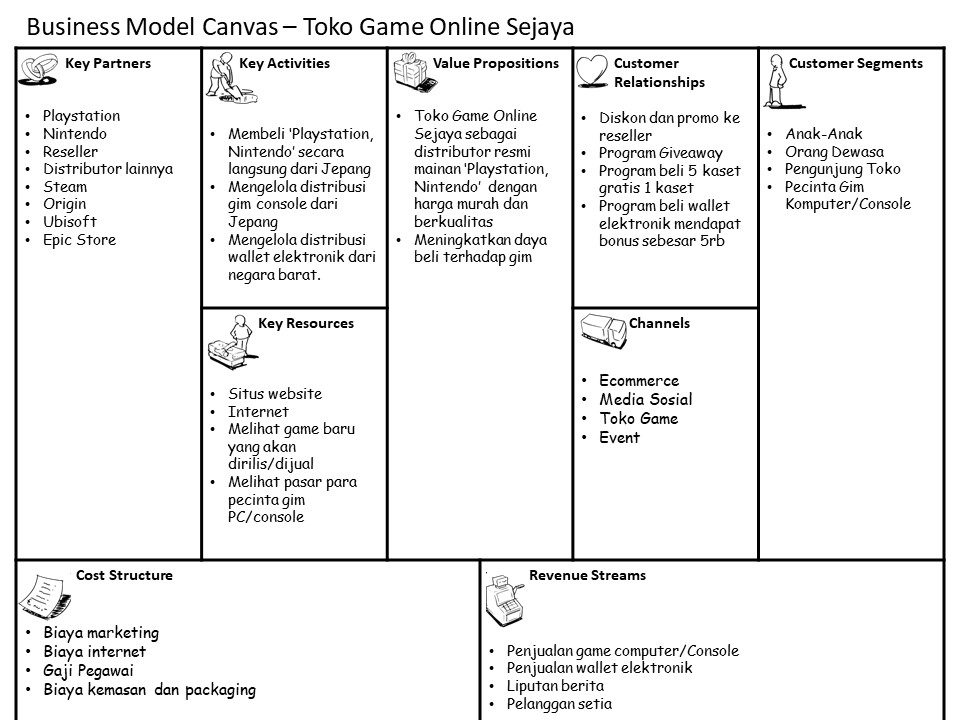 Business Model Canvas – Toko Game Online Sejaya
Key Partners
• Playstation
• Nintendo
• Reseller
• Distributor lainnya
• Steam
• Origin
• Ubisoft
• Epic Store
Key Activities
• Membeli ‘Playstation,
Nintendo’ secara
langsung dari Jepang
• Mengelola distribusi
gim console dari
Jepang
• Mengelola distribusi
wallet elektronik dari
negara barat.
Key Resources
• Situs website
• Internet
• Melihat game baru
yang akan
dirilis/dijual
• Melihat pasar para
pecinta gim
PC/console
Value Propositions
• Toko Game Online
Sejaya sebagai
distributor resmi
mainan ‘Playstation,
Nintendo’ dengan
harga murah dan
berkualitas
• Meningkatkan daya
beli terhadap gim
Customer
Relationships
• Diskon dan promo ke
reseller
• Program Giveaway
• Program beli 5 kaset
gratis 1 kaset
• Program beli wallet
elektronik mendapat
bonus sebesar 5rb
Channels
• Ecommerce
• Media Sosial
• Toko Game
• Event
Customer Segments
• Anak-Anak
• Orang Dewasa
• Pengunjung Toko
• Pecinta Gim
Komputer/Console
Cost Structure
• Biaya marketing
• Biaya internet
• Gaji Pegawai
• Biaya kemasan dan packaging
Revenue Streams
• Penjualan game computer/Console
• Penjualan wallet elektronik
• Liputan berita
• Pelanggan setia